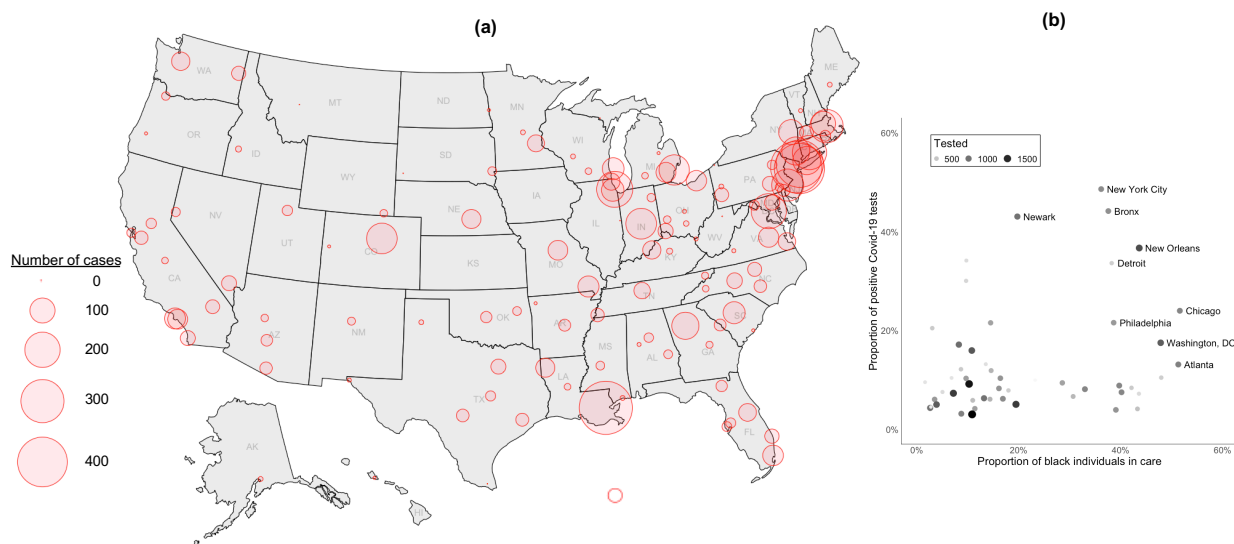 (a)
(b)
WA
OR
ID
MT
ND
MN
SD
WY
NV
UT
CO
CA
AZ
NM
NE
KS
OK
TX
IA
MO
AR
LA
WI
IL
MI
IN
OH
KY
TN
MS
AL
GA
FL
SC
NC
VA
WV
PA
NY
VT
NH
ME
MA
AK
HI
Number of cases
0
100
200
300
400
Proportion of positive Covid-19 tests
60%
40%
20%
0%
Tested
500 1000 1500
New York City
Bronx
Newark
New Orleans
Detroit
Chicago
Philadelphia
Washington, DC
Atlanta
0% 20% 40% 60%
Proportion of black individuals in care